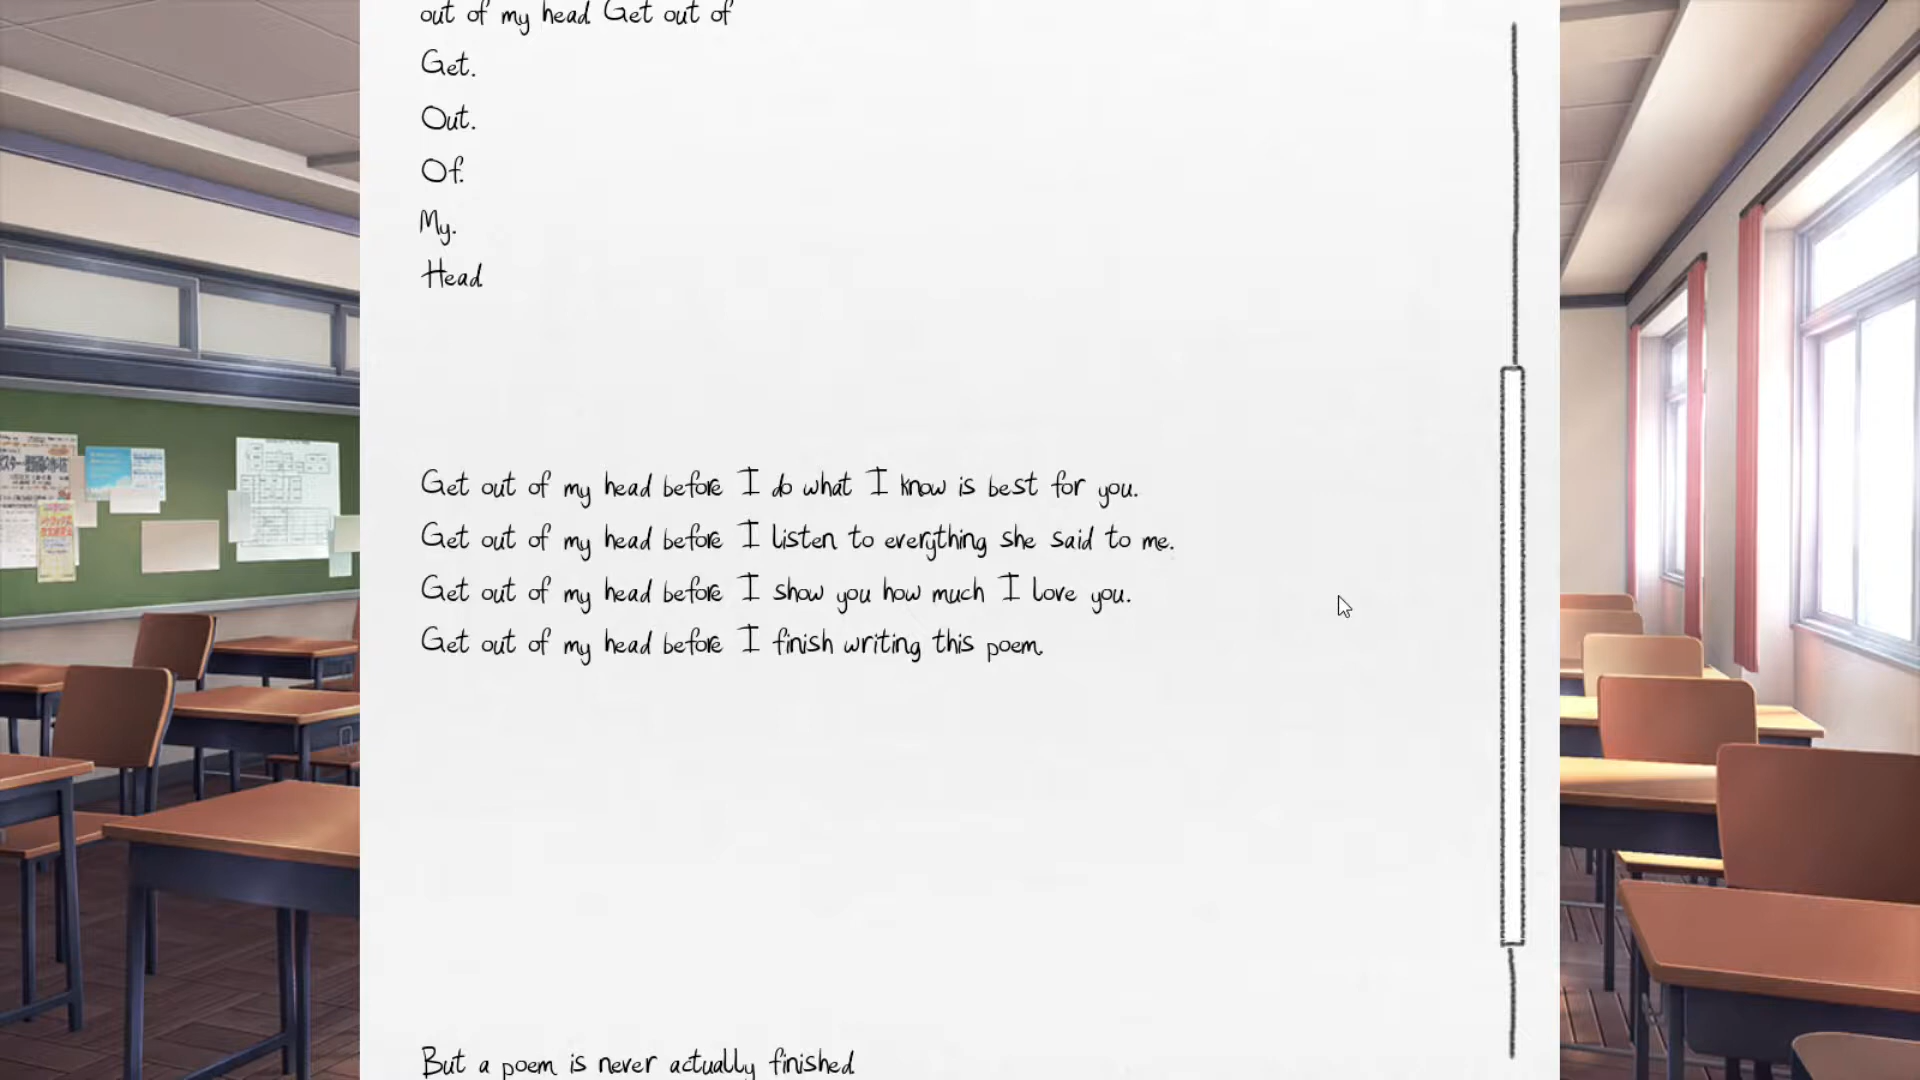 out of my head Get out of
Get.
Out.
Of.
My.
Head.
Get out of my head before I do what I know is best for you.
Get out of my head before I listen to everything she said to me.
Get out of my head before I show you how much I love you.
Get out of my head before I finish writing this poem.
But a poem is never actually finished.